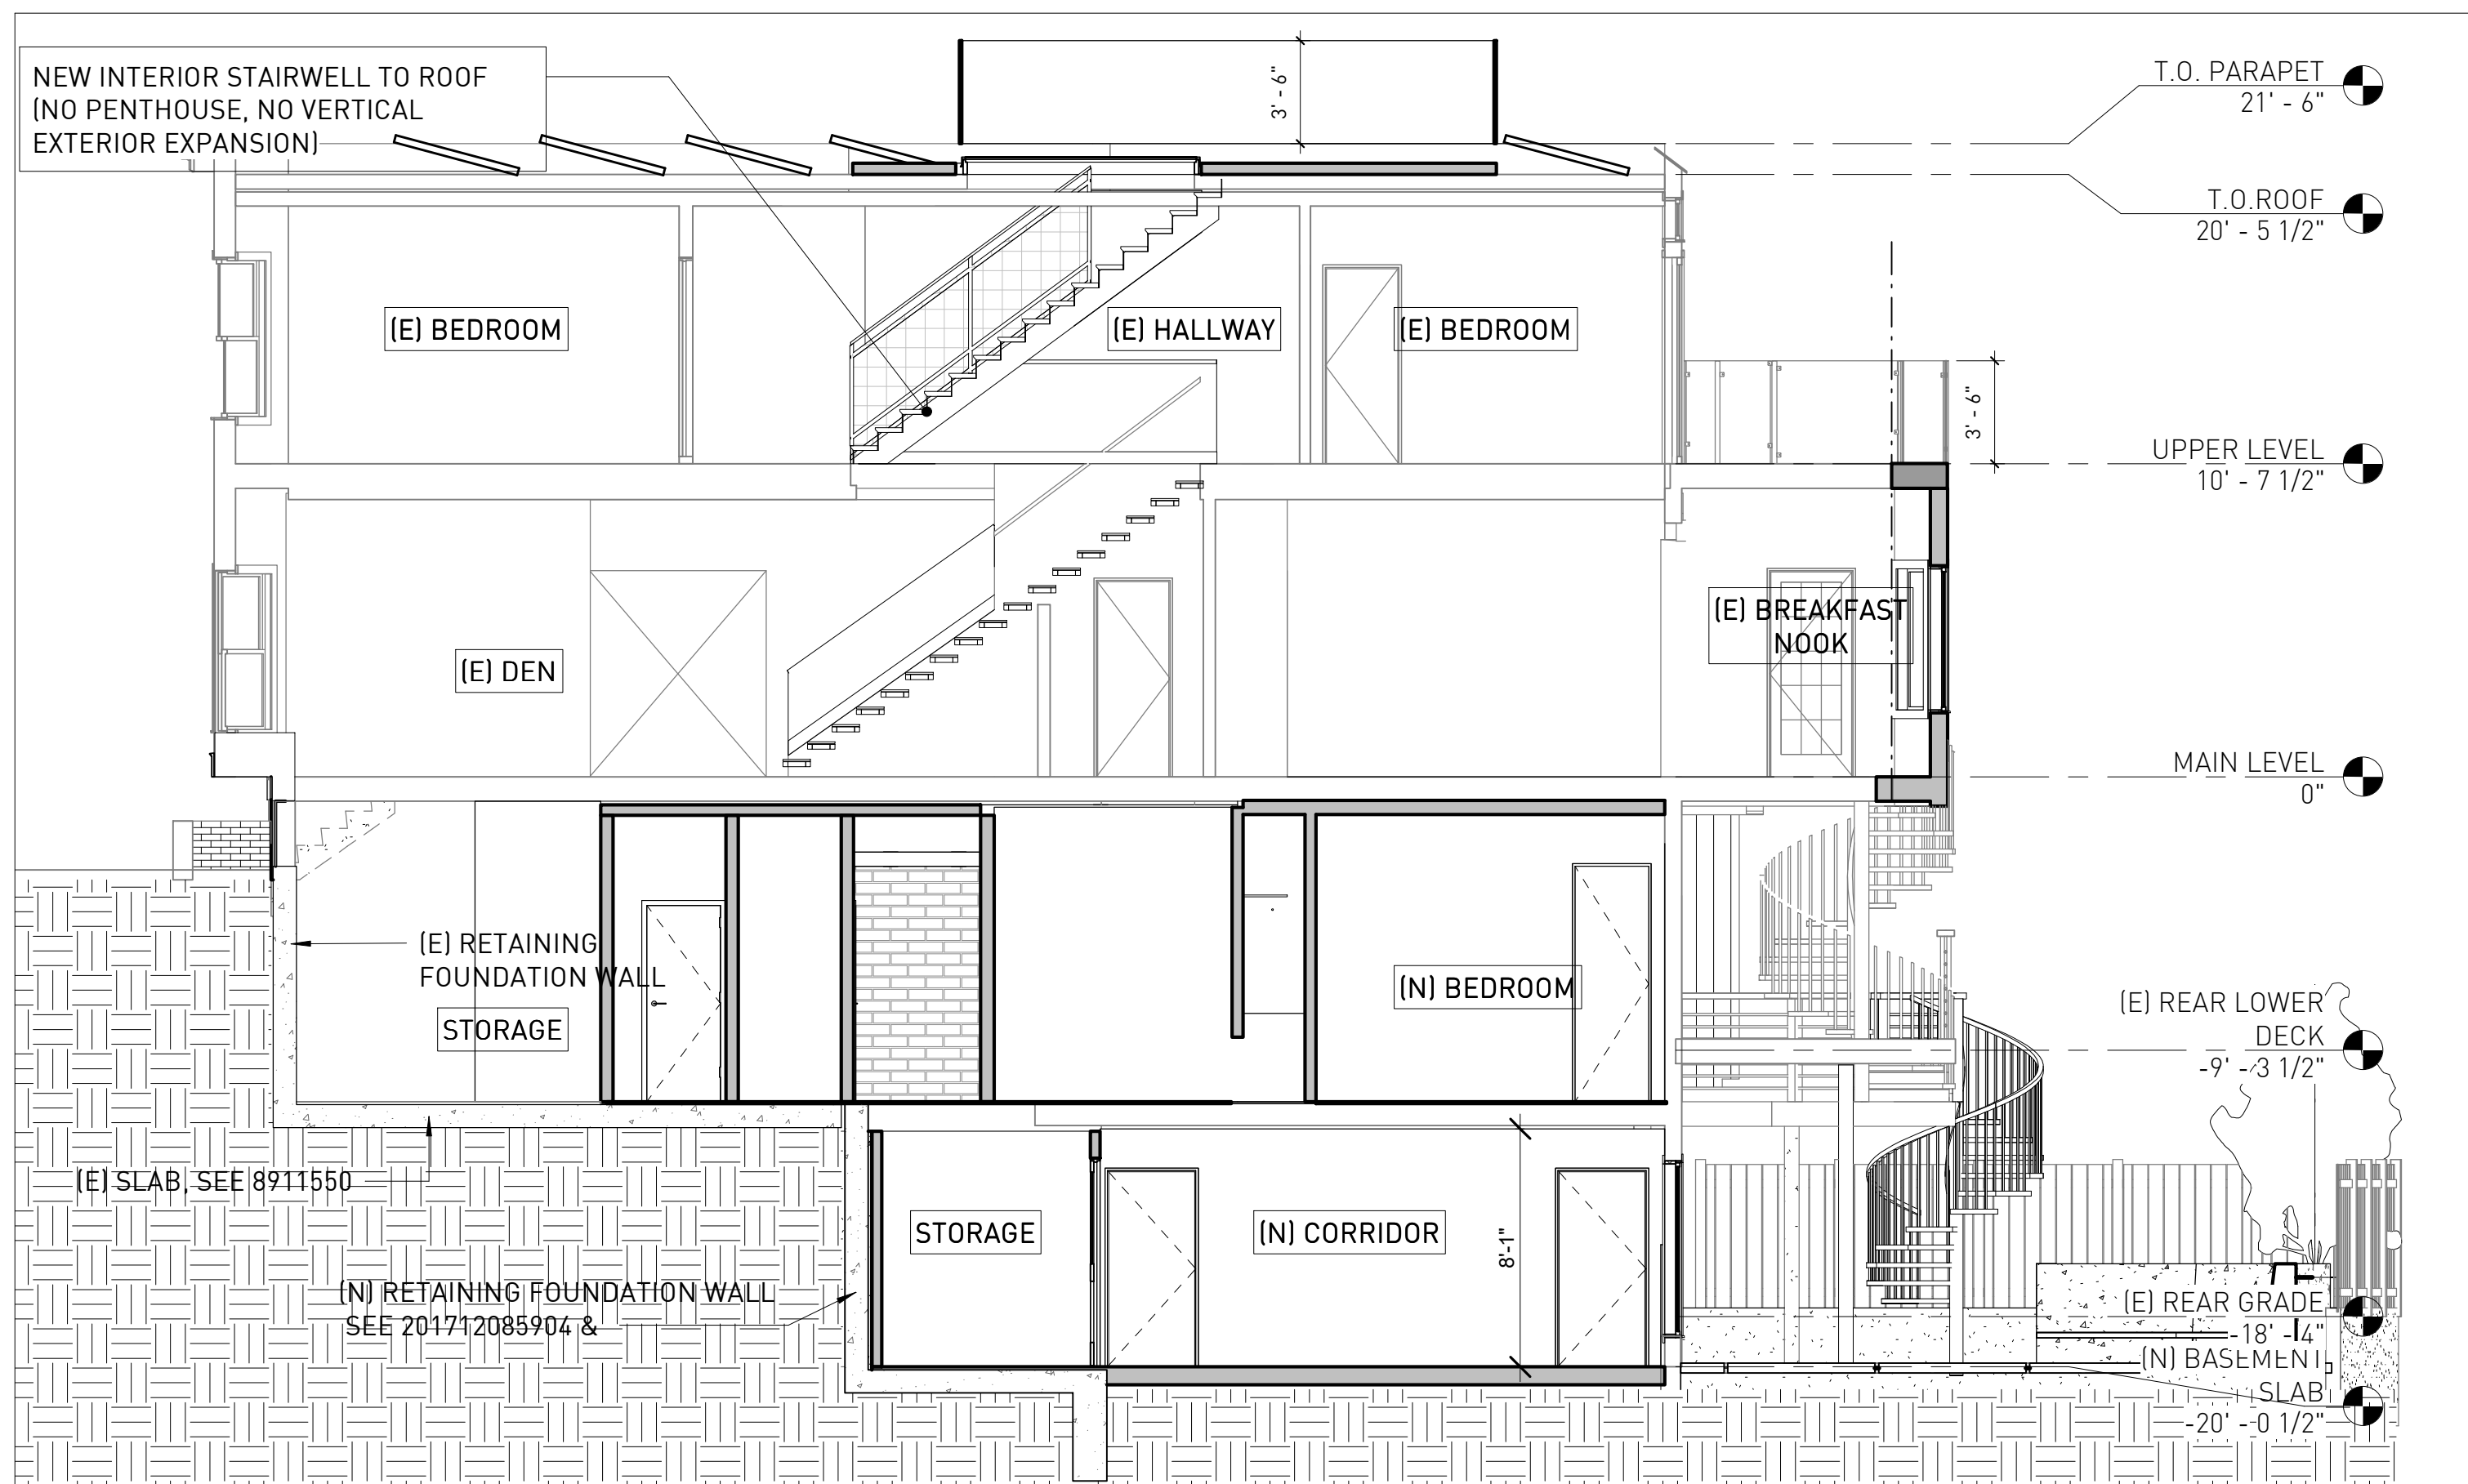 NEW INTERIOR STAIRWELL TO ROOF
(NO PENTHOUSE, NO VERTICAL
EXTERIOR EXPANSION)
3' - 6"
T.O. PARAPET
21' - 6"
T.O.ROOF
20' - 5 1/2"
(E) BEDROOM
(E) HALLWAY
(E) BEDROOM
3' - 6"
UPPER LEVEL
10' - 7 1/2"
(E) DEN
(E) BREAKFAST
NOOK
MAIN LEVEL
0"
(E) RETAINING
FOUNDATION WALL
STORAGE
(N) BEDROOM
(E) REAR LOWER
DECK
-9' - 3 1/2"
(E) SLAB, SEE 8911550
STORAGE
(N) CORRIDOR
8'-1"
(N) RETAINING FOUNDATION WALL
SEE 201712085904 &
(E) REAR GRADE
-18' - 4"
(N) BASEMENT
SLAB
-20' - 0 1/2"